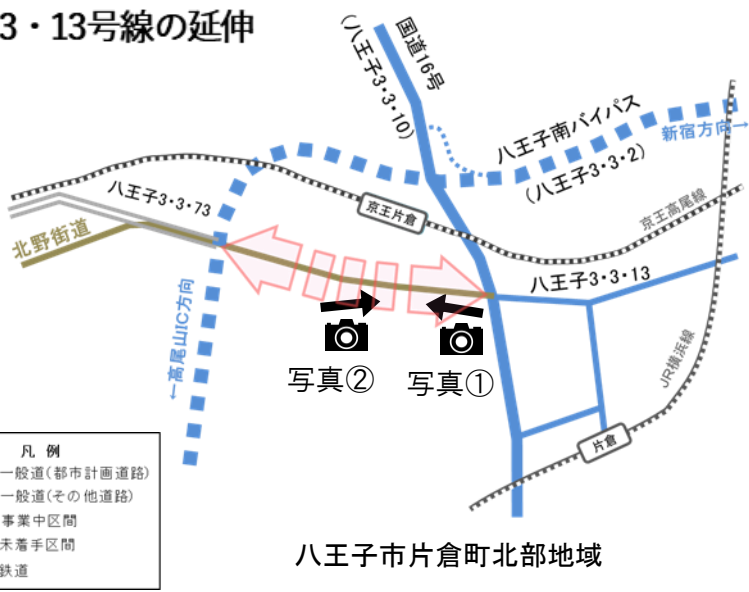 3・13号線の延伸
国道16号
(八王子3・3・10)
八王子南バイパス
(八王子3・3・2)
新宿方向→
八王子3・3・73
京王片倉
京王高尾線
北野街道
八王子3・3・13
←高尾山IC方向
写真②
写真①
JR横浜線
片倉
凡 例
一般道(都市計画道路)
一般道(その他道路)
事業中区間
未着手区間
鉄道
八王子市片倉町北部地域